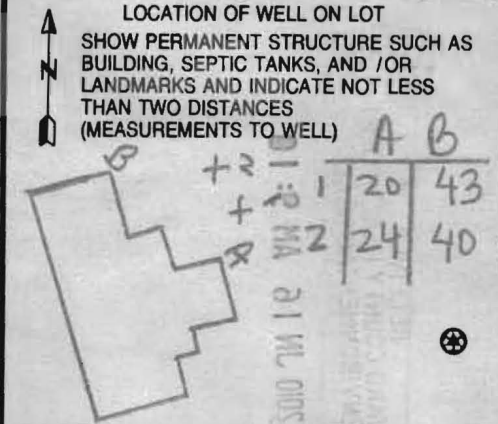 LOCATION OF WELL ON LOT
SHOW PERMANENT STRUCTURE SUCH AS
BUILDING, SEPTIC TANKS, AND /OR
LANDMARKS AND INDICATE NOT LESS
THAN TWO DISTANCES
(MEASUREMENTS TO WELL)
N
A B
1 20 43
2 24 40
B
+2
+
A